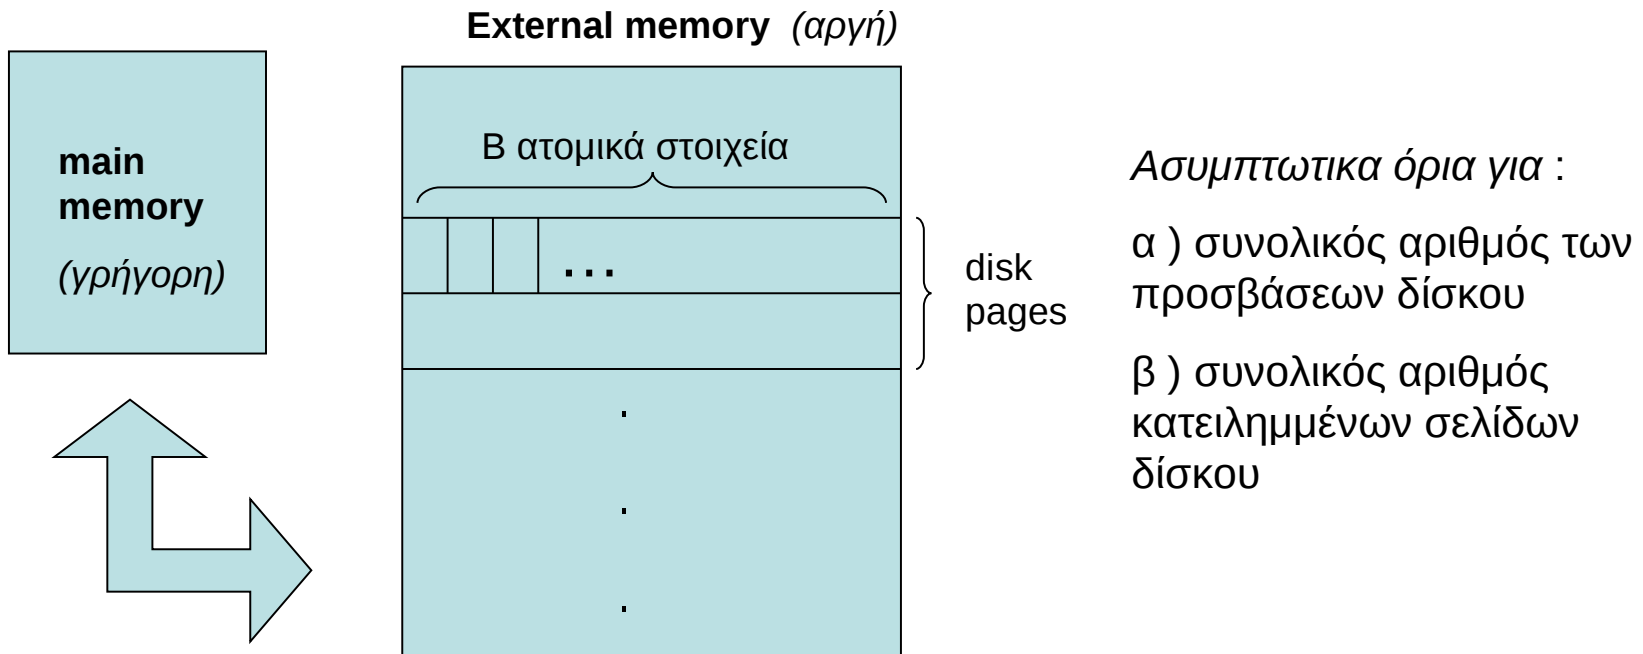 External memory (αργή)
main
memory
(γρήγορη)
Β ατομικά στοιχεία
...
disk
pages
Ασυμπτωτικα όρια για :
α ) συνολικός αριθμός των
προσβάσεων δίσκου
β ) συνολικός αριθμός
κατειλημμένων σελίδων
δίσκου